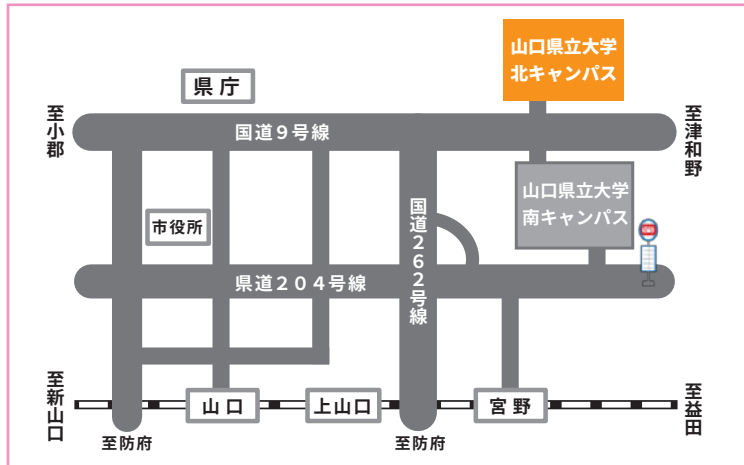 山口県立大学
北キャンパス
県庁
至小郡
国道9号線
至津和野
山口県立大学
南キャンパス
市役所
国道262号線
県道204号線
至新山口
山口
上山口
宮野
至益田
至防府
至防府